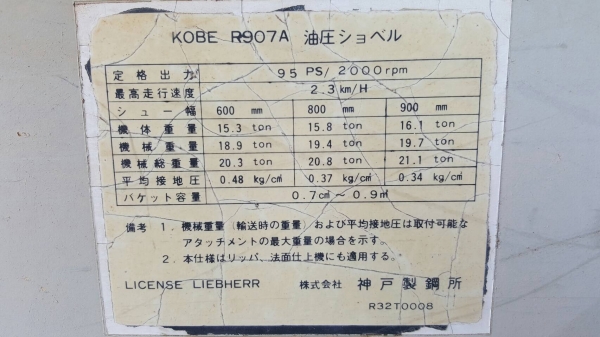 KOBE R907A 油圧ショベル
定格出力 95 PS/2000rpm
最高走行速度 2.3km/H
シュー幅 600 mm 800 mm 900 mm
機体重量 15.3 ton 15.8 ton 16.1 ton
機械重量 18.9 ton 19.4 ton 19.7 ton
機械総重量 20.3 ton 20.8 ton 21.1 ton
平均接地圧 0.48 kg/c㎡ 0.37 kg/c㎡ 0.34 kg/c㎡
バケット容量 0.7㎥~0.9㎥
備考 1. 機械重量(輸送時の重量)および平均接地圧は取付可能な
アタッチメントの最大重量の場合を示す。
2. 本仕様はリッパ、法面仕上機にも適用する。
LICENSE LIEBHERR 株式会社 神戸製鋼所
R32T0008